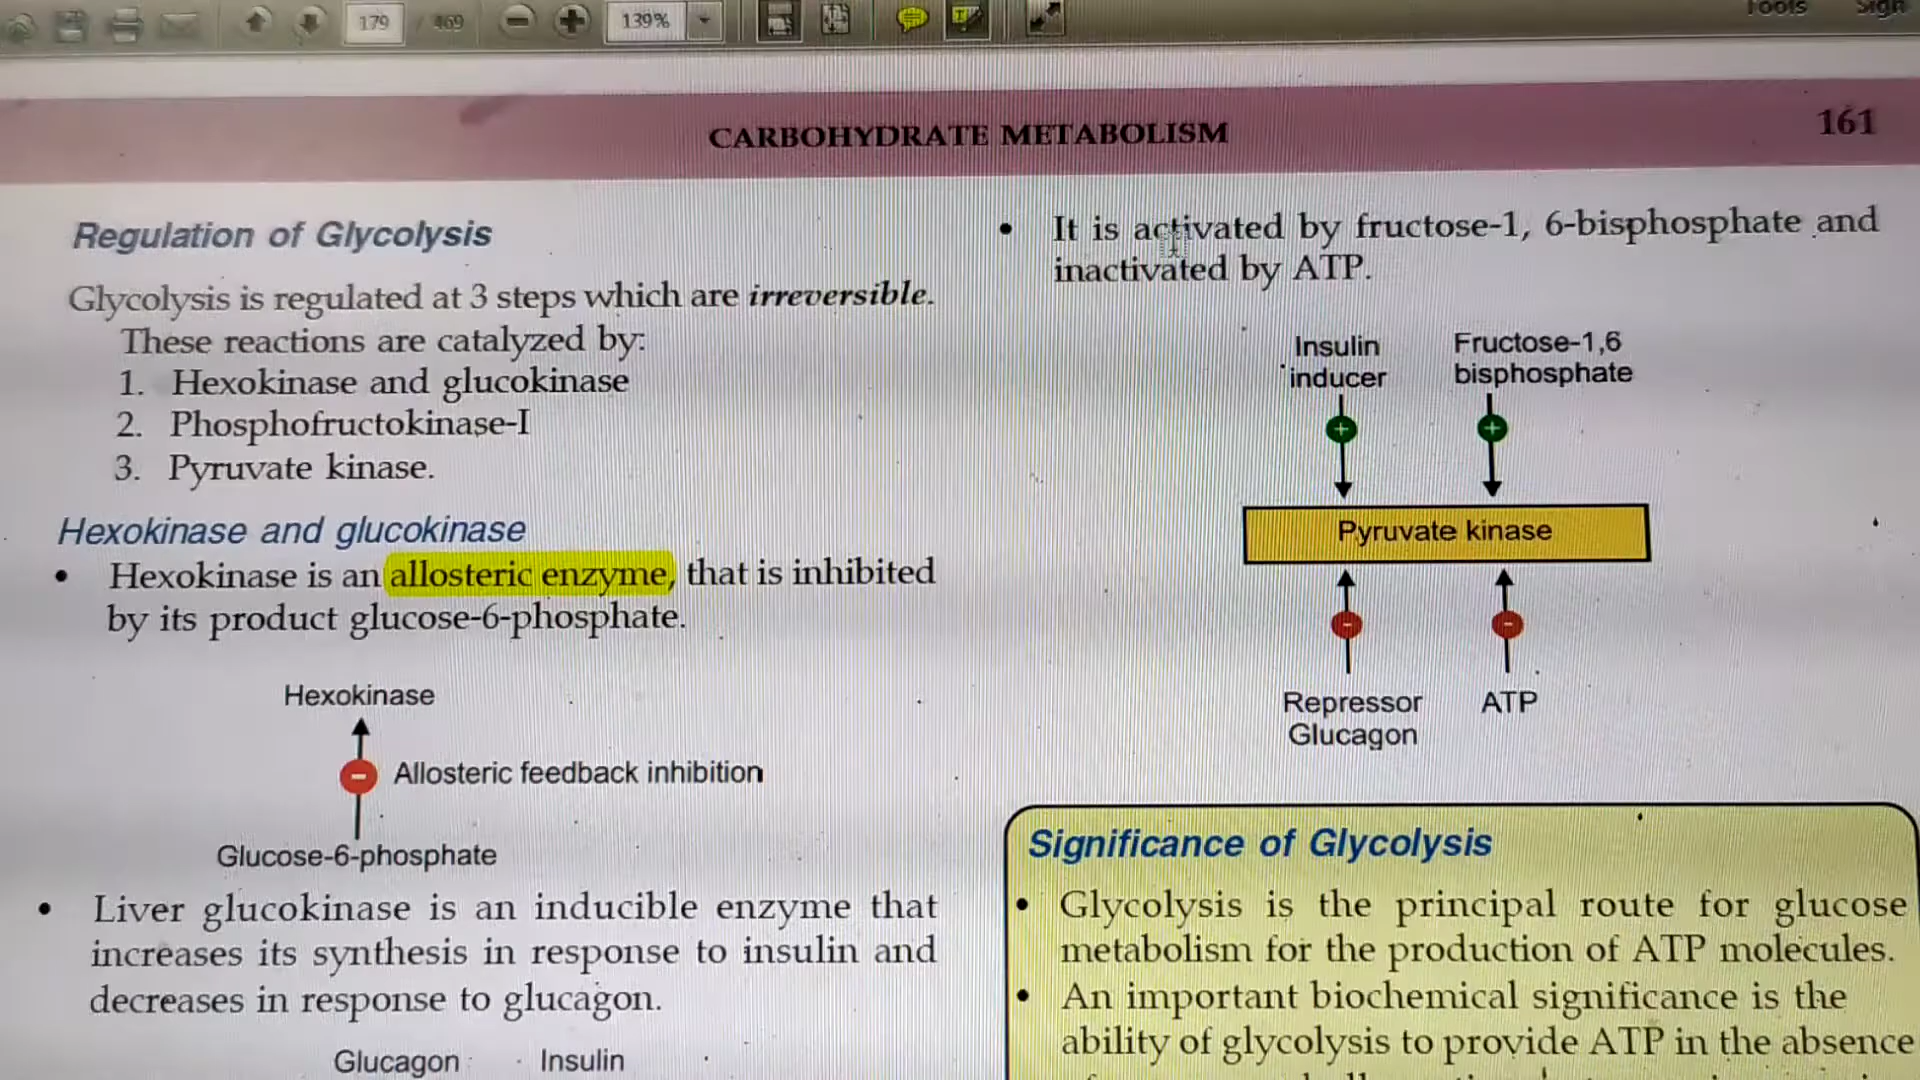 179 / 469
139%
Tools
Sign
CARBOHYDRATE METABOLISM
161
Regulation of Glycolysis
Glycolysis is regulated at 3 steps which are irreversible.
These reactions are catalyzed by:
1. Hexokinase and glucokinase
2. Phosphofructokinase-I
3. Pyruvate kinase.
Hexokinase and glucokinase
• Hexokinase is an allosteric enzyme, that is inhibited
by its product glucose-6-phosphate.
Hexokinase
- Allosteric feedback inhibition
Glucose-6-phosphate
• Liver glucokinase is an inducible enzyme that
increases its synthesis in response to insulin and
decreases in response to glucagon.
Glucagon Insulin
• It is activated by fructose-1, 6-bisphosphate and
inactivated by ATP.
Insulin
inducer
Fructose-1,6
bisphosphate
+ +
Pyruvate kinase
- -
Repressor
Glucagon
ATP
Significance of Glycolysis
• Glycolysis is the principal route for glucose
metabolism for the production of ATP molecules.
• An important biochemical significance is the
ability of glycolysis to provide ATP in the absence